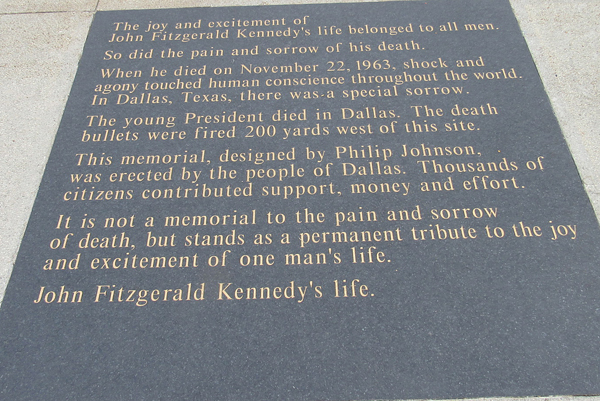 The joy and excitement of
John Fitzgerald Kennedy's life belonged to all men.
So did the pain and sorrow of his death.
When he died on November 22, 1963, shock and
agony touched human conscience throughout the world.
In Dallas, Texas, there was a special sorrow.
The young President died in Dallas. The death
bullets were fired 200 yards west of this site.
This memorial, designed by Philip Johnson,
was erected by the people of Dallas. Thousands of
citizens contributed support, money and effort.
It is not a memorial to the pain and sorrow
of death, but stands as a permanent tribute to the joy
and excitement of one man's life.
John Fitzgerald Kennedy's life.